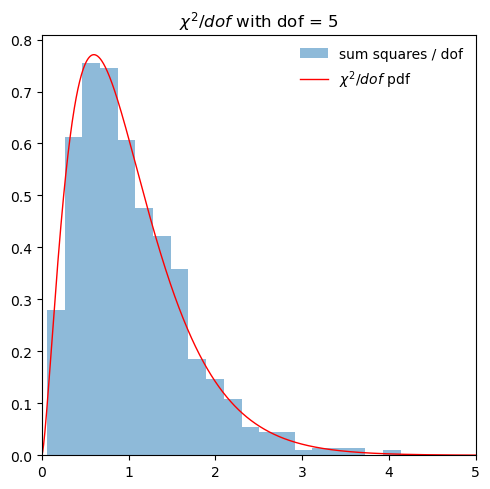 χ²/dof with dof = 5
sum squares / dof
χ²/dof pdf
0.8
0.7
0.6
0.5
0.4
0.3
0.2
0.1
0.0
0 1 2 3 4 5